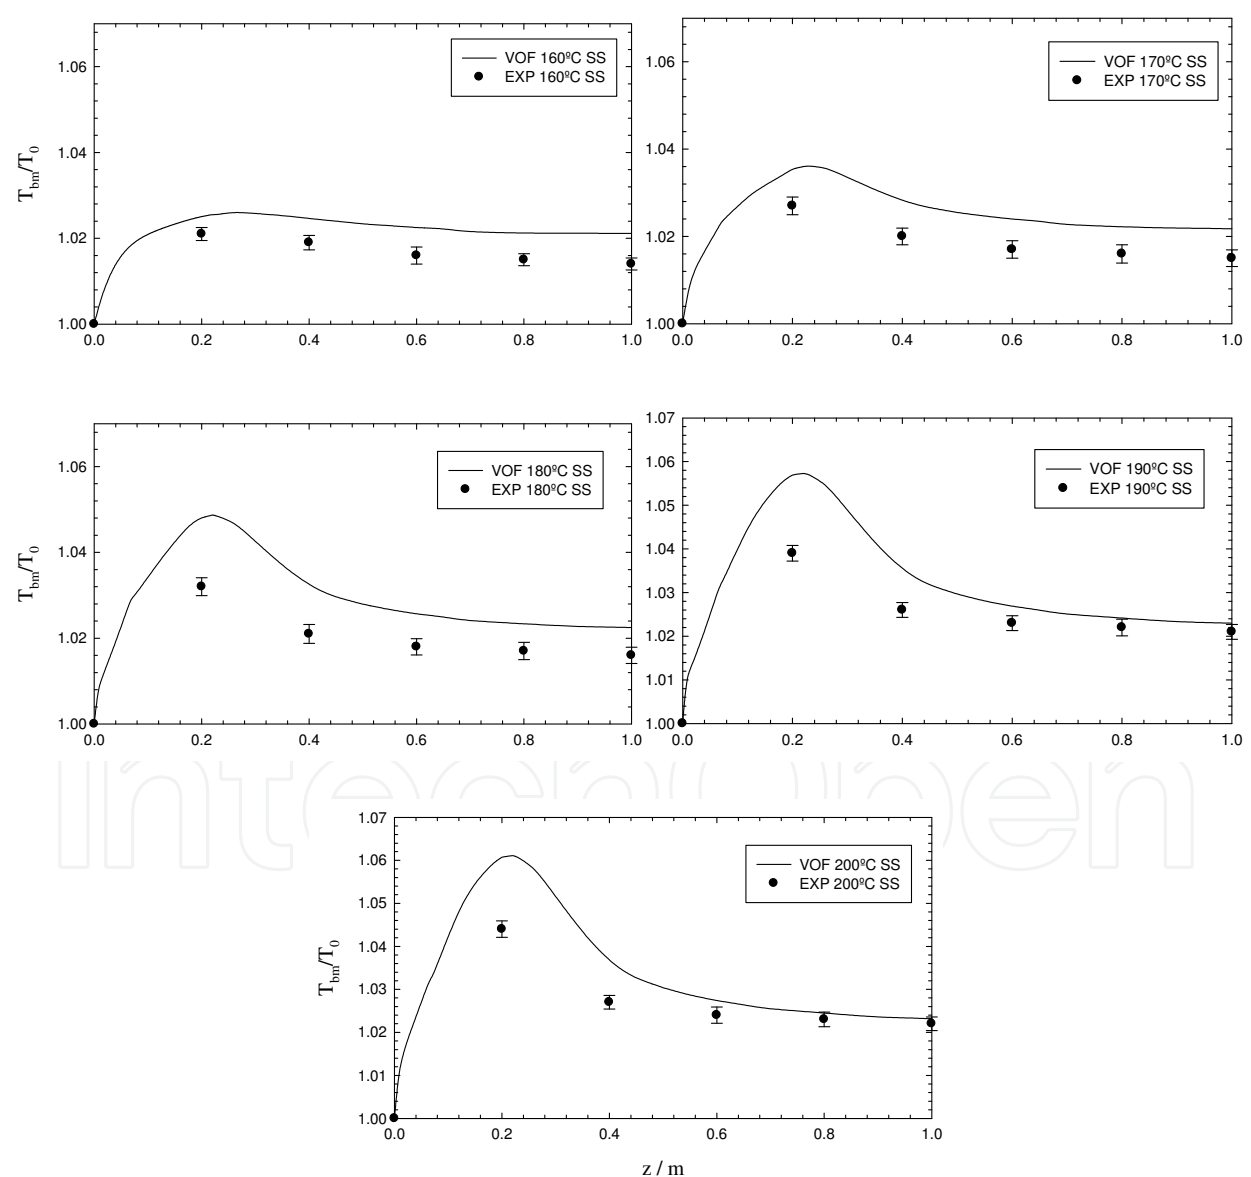 VOF 160ºC SS
EXP 160ºC SS
1.06
1.04
1.02
1.00
T_bm/T_0
0.0 0.2 0.4 0.6 0.8 1.0
VOF 170ºC SS
EXP 170ºC SS
1.06
1.04
1.02
1.00
0.0 0.2 0.4 0.6 0.8 1.0
VOF 180ºC SS
EXP 180ºC SS
1.06
1.04
1.02
1.00
T_bm/T_0
0.0 0.2 0.4 0.6 0.8 1.0
VOF 190ºC SS
EXP 190ºC SS
1.07
1.06
1.05
1.04
1.03
1.02
1.01
1.00
0.0 0.2 0.4 0.6 0.8 1.0
IntechOpen
VOF 200ºC SS
EXP 200ºC SS
1.07
1.06
1.05
1.04
1.03
1.02
1.01
1.00
T_bm/T_0
0.0 0.2 0.4 0.6 0.8 1.0
z / m